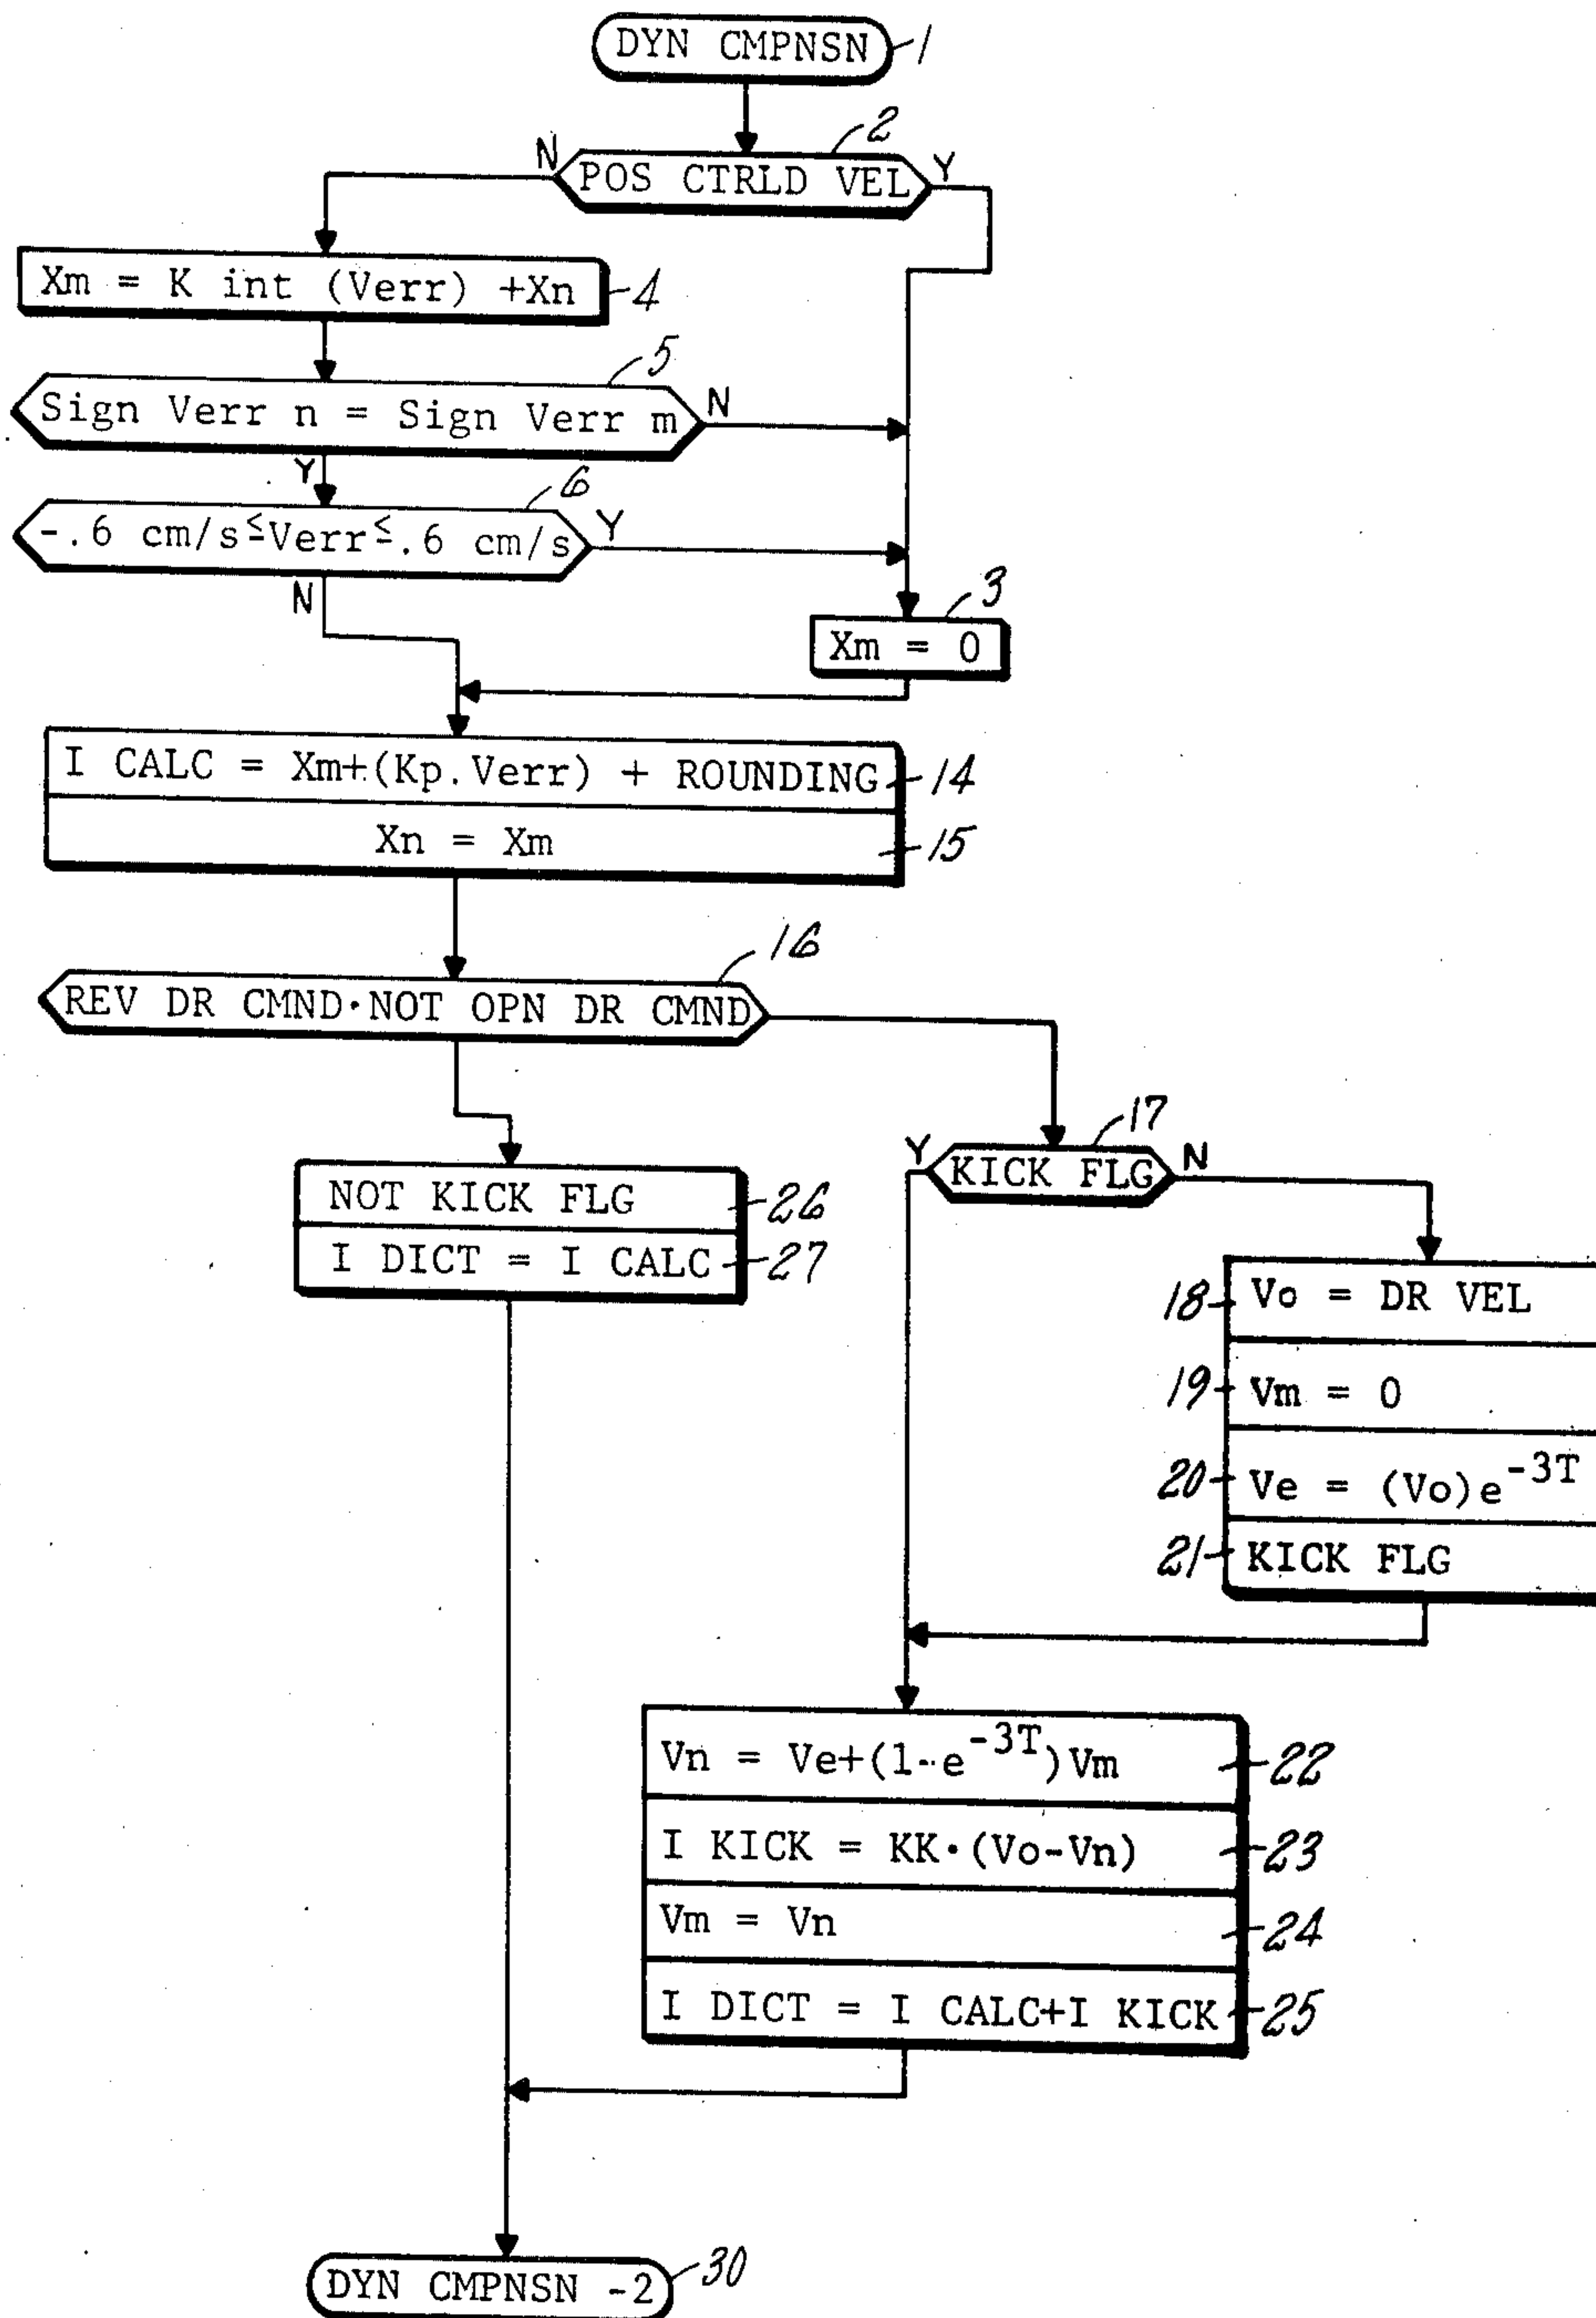 DYN CMPNSN 1
2
N POS CTRLD VEL Y
Xm = K int (Verr) +Xn 4
5
Sign Verr n = Sign Verr m N
Y
6
-.6 cm/s≤Verr≤.6 cm/s Y
N
3
Xm = 0
I CALC = Xm+(Kp.Verr) + ROUNDING 14
Xn = Xm 15
16
REV DR CMND·NOT OPN DR CMND
17
Y KICK FLG N
NOT KICK FLG 26
I DICT = I CALC 27
18 Vo = DR VEL
19 Vm = 0
20 Ve = (Vo)e^-3T
21 KICK FLG
Vn = Ve+(1-e^-3T)Vm 22
I KICK = KK·(Vo-Vn) 23
Vm = Vn 24
I DICT = I CALC+I KICK 25
DYN CMPNSN -2 30